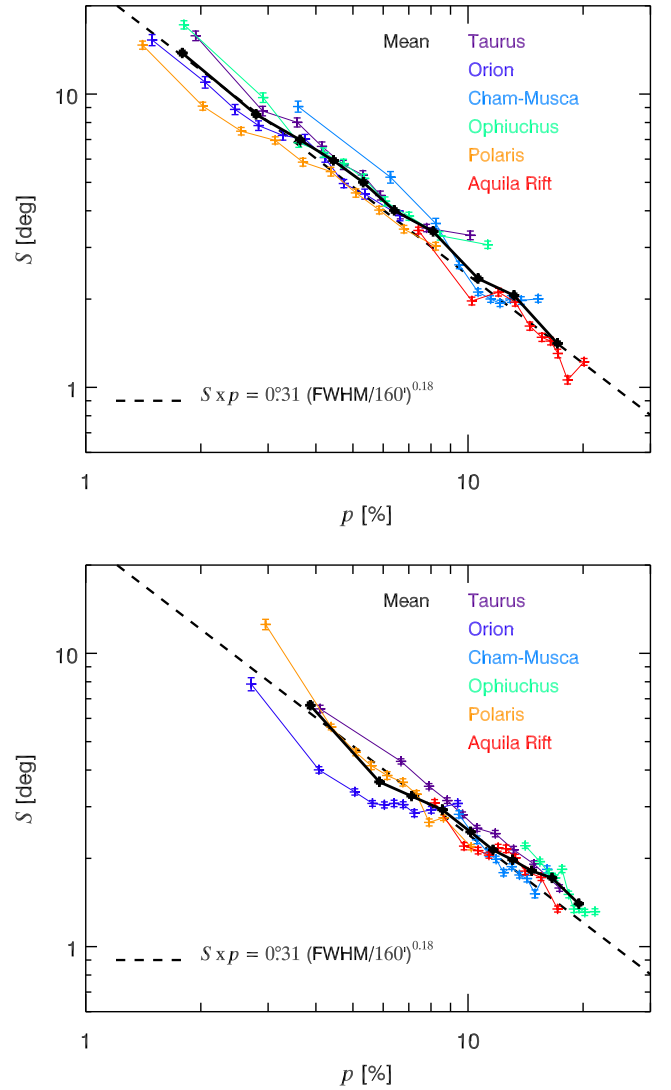 Mean Taurus
Orion
Cham-Musca
Ophiuchus
Polaris
Aquila Rift
10
S [deg]
1
S x p = 0.°31 (FWHM/160')^0.18
1 10
p [%]
Mean Taurus
Orion
Cham-Musca
Ophiuchus
Polaris
Aquila Rift
10
S [deg]
1
S x p = 0.°31 (FWHM/160')^0.18
1 10
p [%]